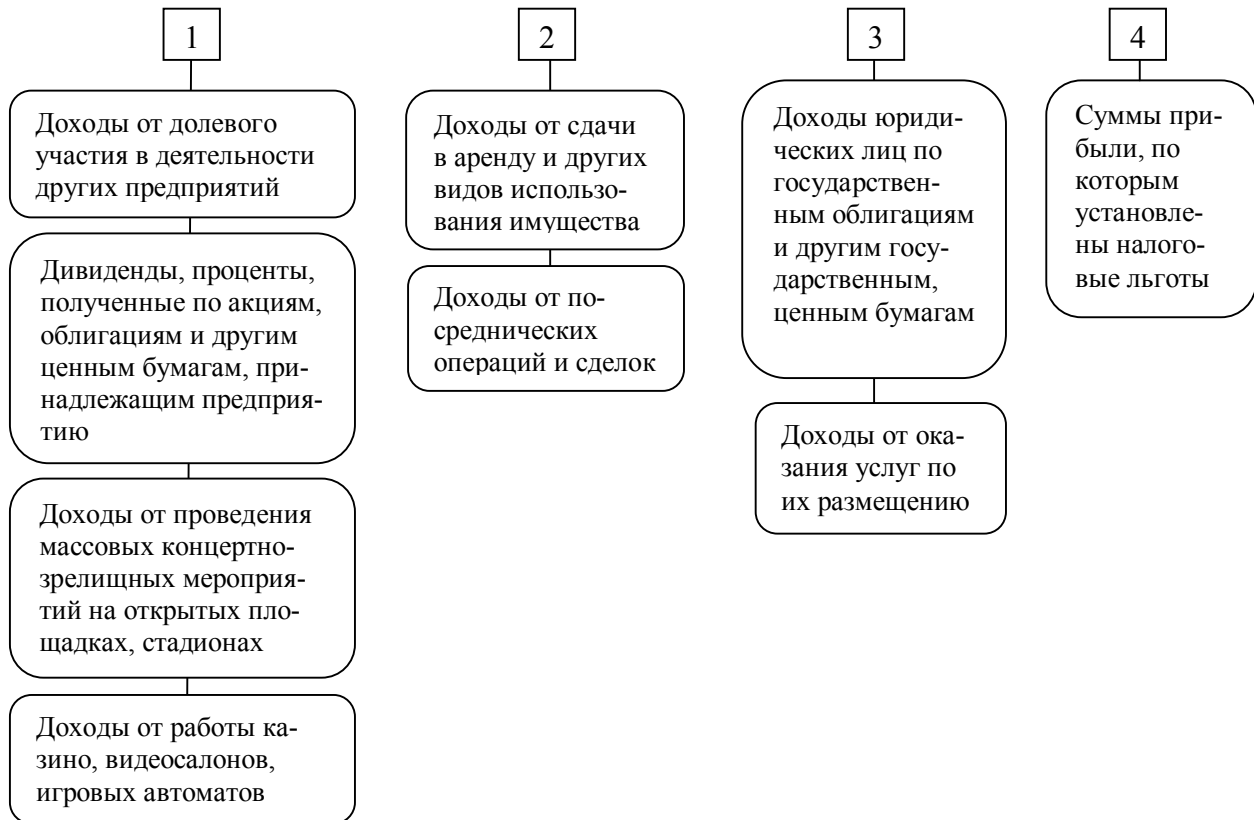 1
Доходы от долевого
участия в деятельности
других предприятий
Дивиденды, проценты,
полученные по акциям,
облигациям и другим
ценным бумагам, при-
надлежащим предприя-
тию
Доходы от проведения
массовых концертно-
зрелищных мероприя-
тий на открытых пло-
щадках, стадионах
Доходы от работы ка-
зино, видеосалонов,
игровых автоматов
2
Доходы от сдачи
в аренду и других
видов использо-
вания имущества
Доходы от по-
среднических
операций и сделок
3
Доходы юриди-
ческих лиц по
государствен-
ным облигациям
и другим госу-
дарственным,
ценным бумагам
Доходы от ока-
зания услуг по
их размещению
4
Суммы при-
были, по
которым
установле-
ны налого-
вые льготы